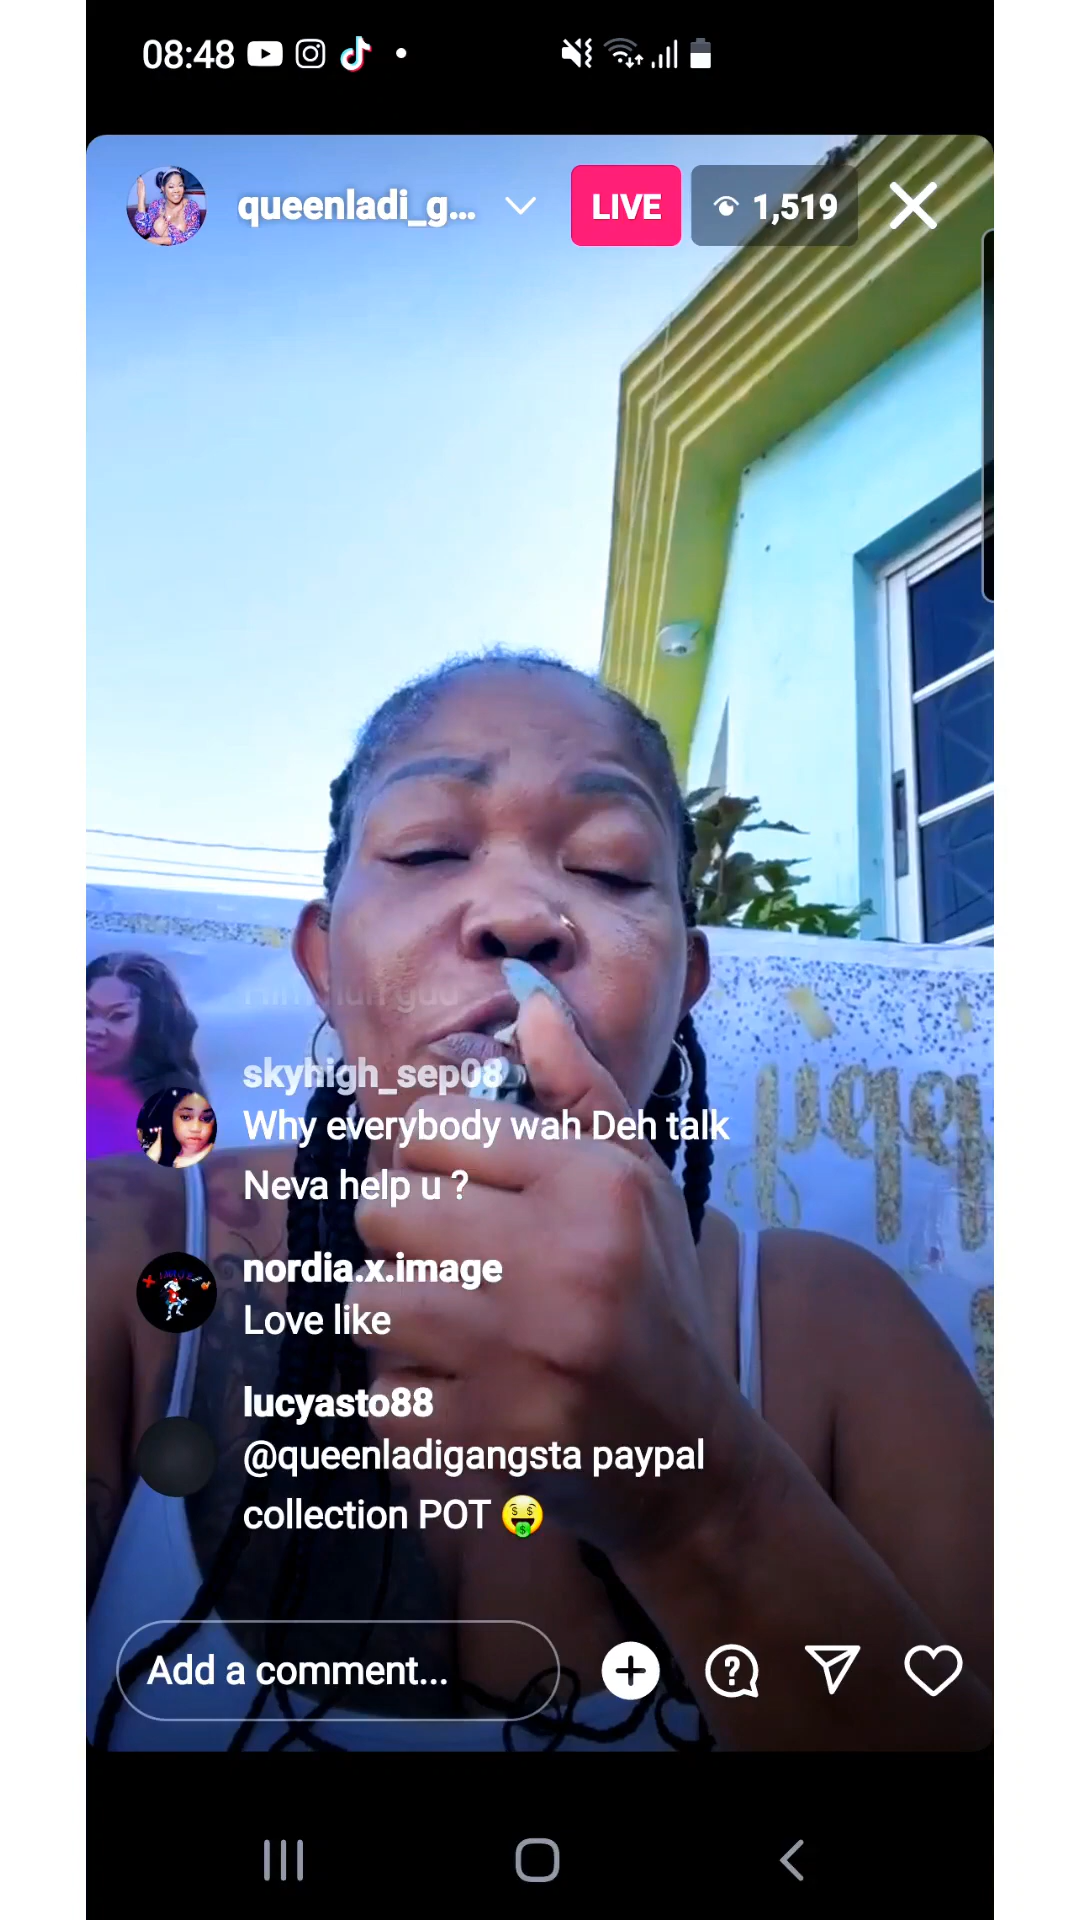 08:48
queenladi_g...
LIVE
1,519
skyhigh_sep08
Why everybody wah Deh talk
Neva help u ?
nordia.x.image
Love like
lucyasto88
@queenladigangsta paypal
collection POT 🤑
Add a comment...